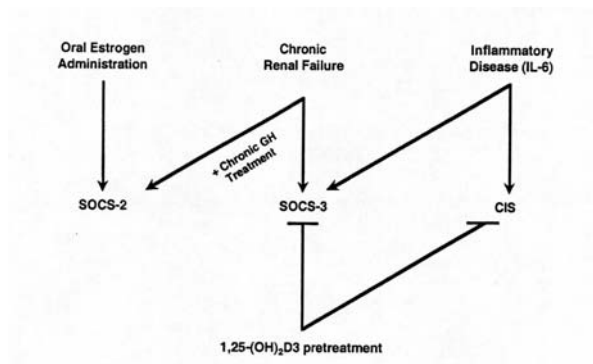 Oral Estrogen
Administration
Chronic
Renal Failure
Inflammatory
Disease (IL-6)
+ Chronic GH
Treatment
SOCS-2
SOCS-3
CIS
1,25-(OH)₂D3 pretreatment